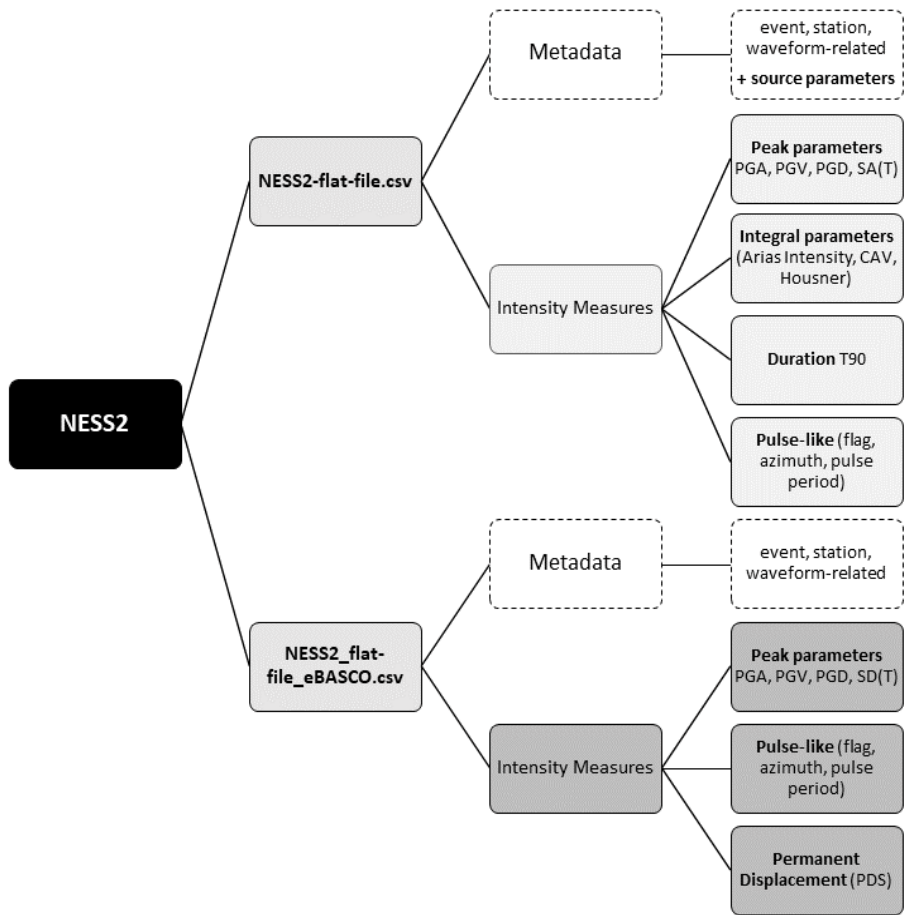 NESS2
NESS2-flat-file.csv
Metadata
event, station,
waveform-related
+ source parameters
Intensity Measures
Peak parameters
PGA, PGV, PGD, SA(T)
Integral parameters
(Arias Intensity, CAV,
Housner)
Duration T90
Pulse-like (flag,
azimuth, pulse
period)
NESS2_flat-
file_eBASCO.csv
Metadata
event, station,
waveform-related
Intensity Measures
Peak parameters
PGA, PGV, PGD, SD(T)
Pulse-like (flag,
azimuth, pulse
period)
Permanent
Displacement (PDS)